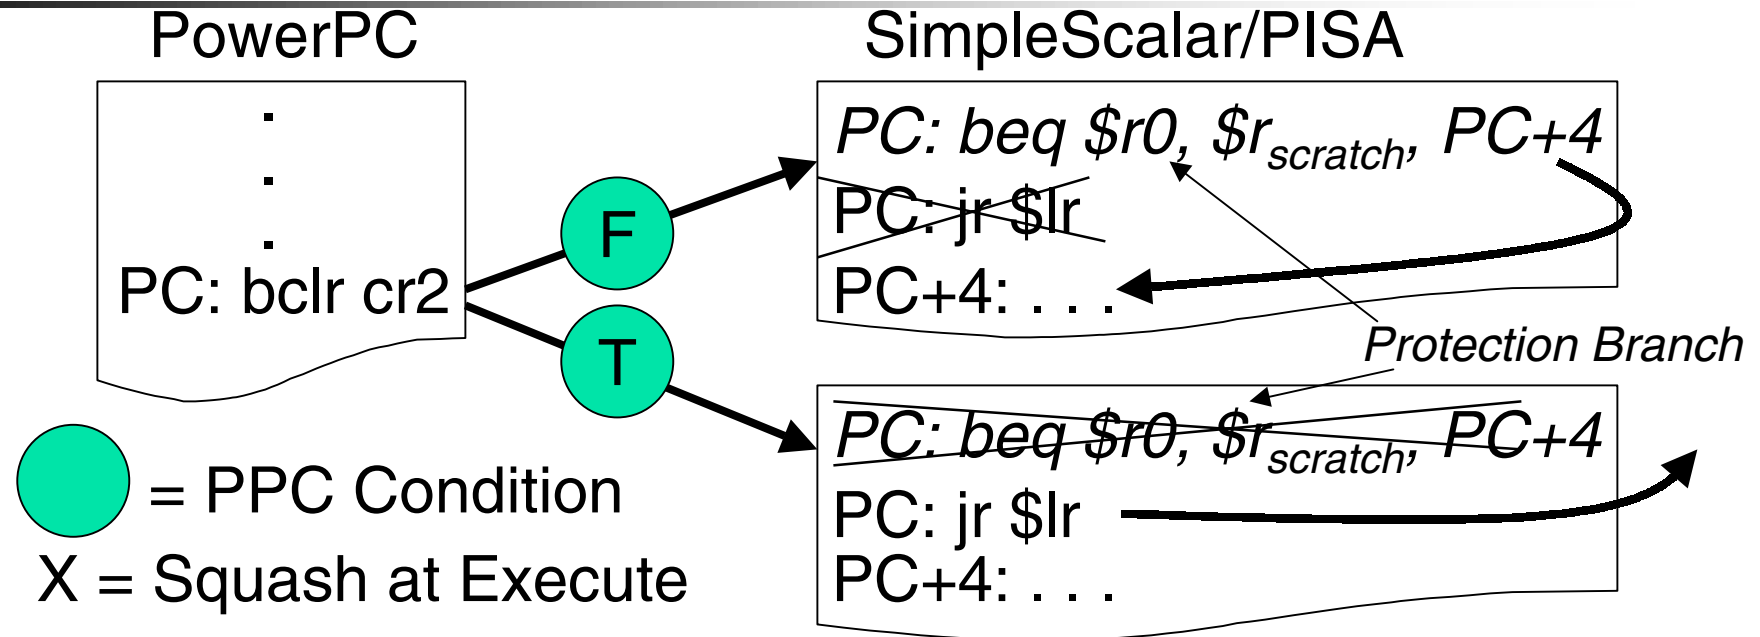 PowerPC
SimpleScalar/PISA
.
.
.
PC: bclr cr2
F
T
= PPC Condition
X = Squash at Execute
PC: beq $r0, $rscratch, PC+4
PC: jr $lr
PC+4: . . .
Protection Branch
PC: beq $r0, $rscratch, PC+4
PC: jr $lr
PC+4: . . .